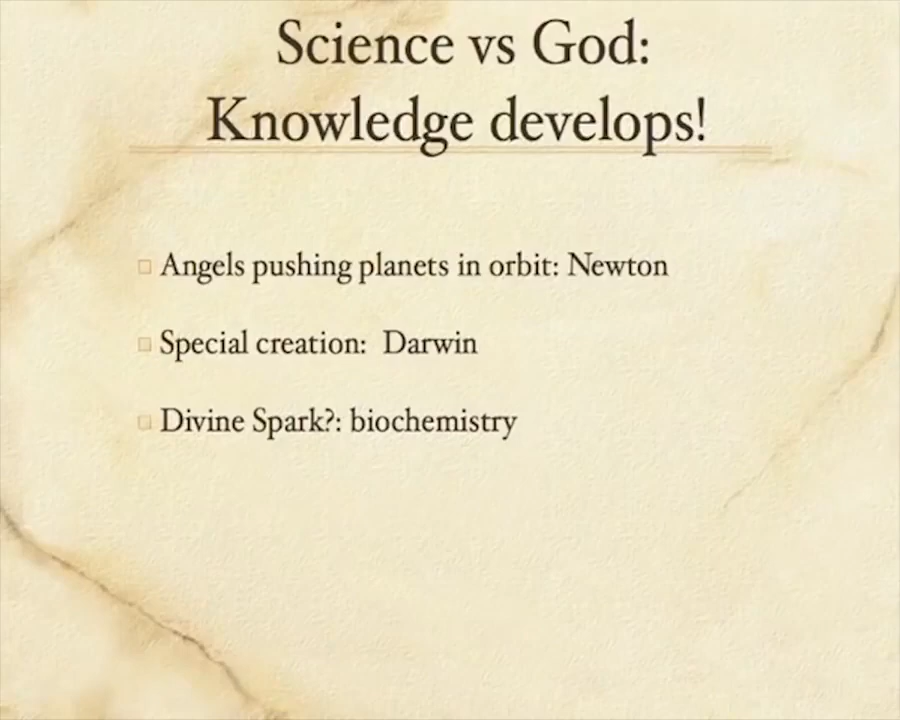 Science vs God:
Knowledge develops!
Angels pushing planets in orbit: Newton
Special creation:  Darwin
Divine Spark?: biochemistry